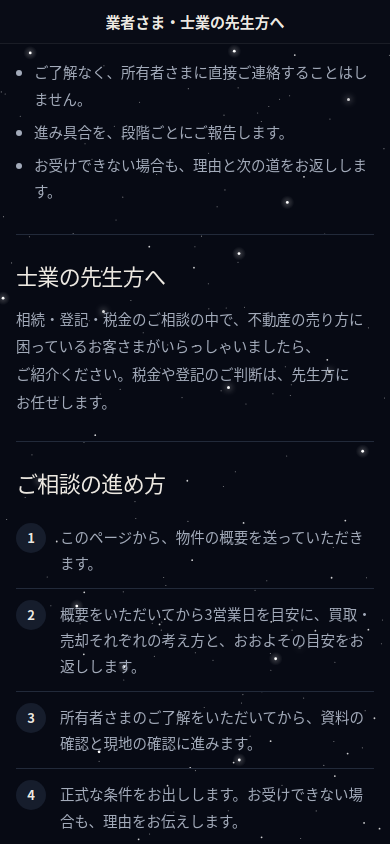 業者さま・士業の先生方へ
ご了解なく、所有者さまに直接ご連絡することはし
ません。
進み具合を、段階ごとにご報告します。
お受けできない場合も、理由と次の道をお返ししま
す。
士業の先生方へ
相続・登記・税金のご相談の中で、不動産の売り方に
困っているお客さまがいらっしゃいましたら、
ご紹介ください。税金や登記のご判断は、先生方に
お任せします。
ご相談の進め方
1 このページから、物件の概要を送っていただき
ます。
2 概要をいただいてから3営業日を目安に、買取・
売却それぞれの考え方と、おおよその目安をお
返しします。
3 所有者さまのご了解をいただいてから、資料の
確認と現地の確認に進みます。
4 正式な条件をお出しします。お受けできない場
合も、理由をお伝えします。